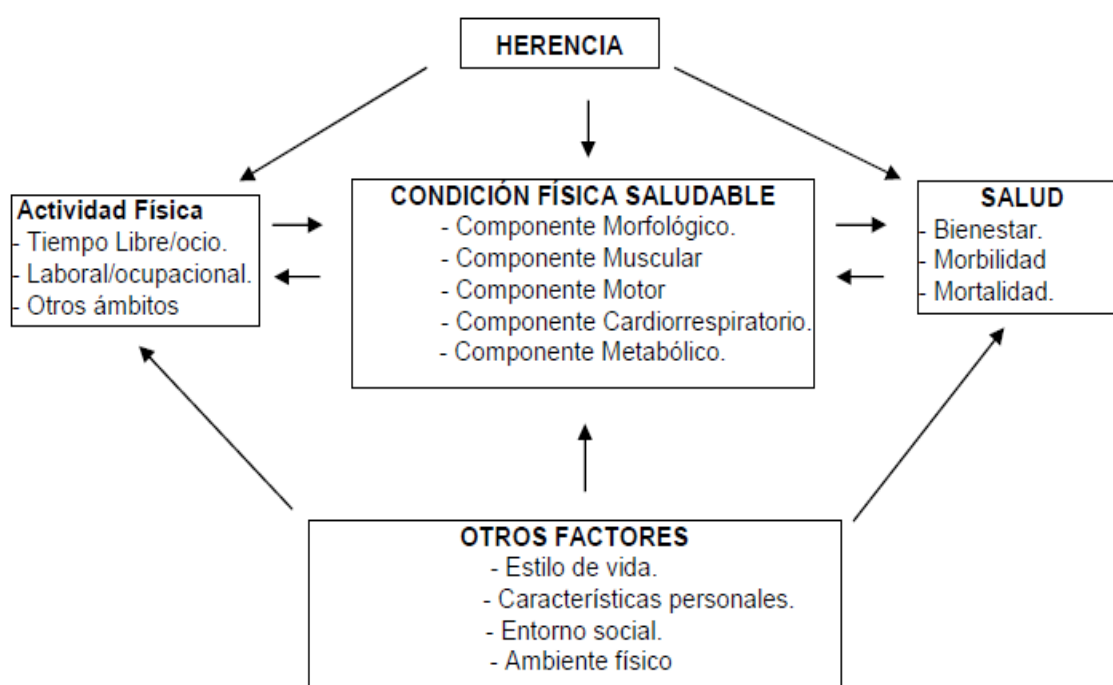 HERENCIA
Actividad Física
- Tiempo Libre/ocio.
- Laboral/ocupacional.
- Otros ámbitos
CONDICIÓN FÍSICA SALUDABLE
- Componente Morfológico.
- Componente Muscular
- Componente Motor
- Componente Cardiorrespiratorio.
- Componente Metabólico.
SALUD
- Bienestar.
- Morbilidad
- Mortalidad.
OTROS FACTORES
- Estilo de vida.
- Características personales.
- Entorno social.
- Ambiente físico